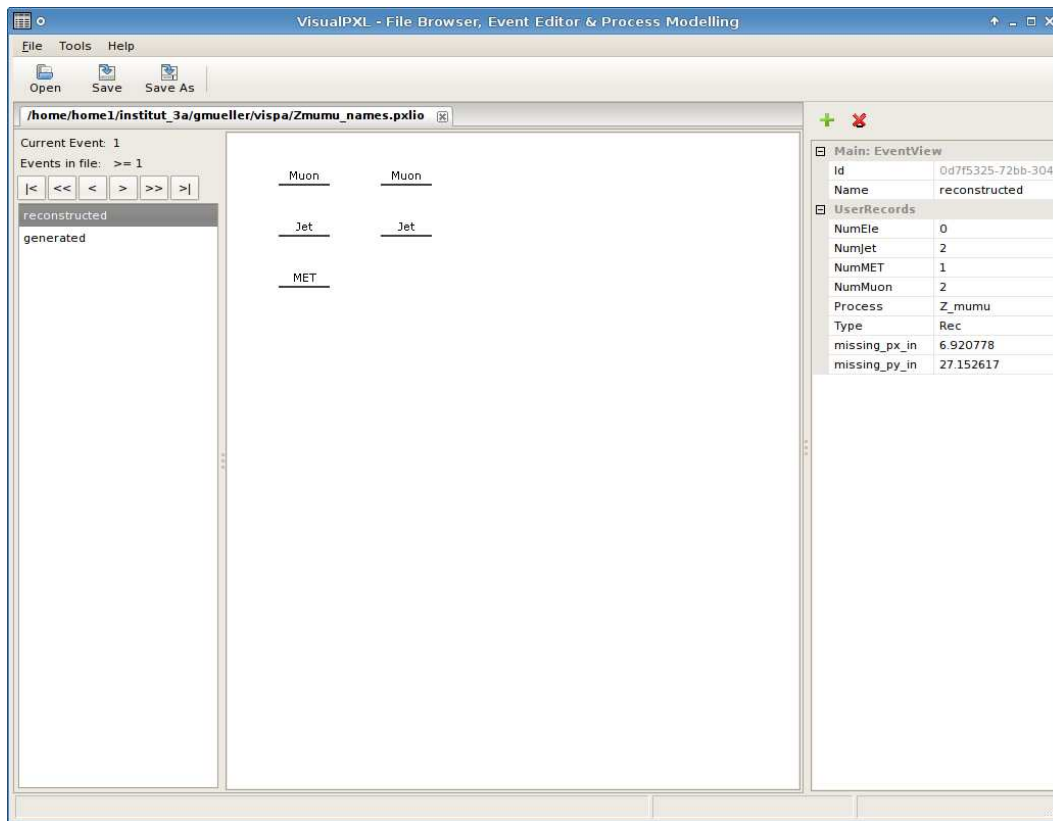 VisualPXL - File Browser, Event Editor & Process Modelling
File Tools Help
Open Save Save As
/home/home1/institut_3a/gmueller/vispa/Zmumu_names.pxlio
Current Event: 1
Events in file: >= 1
|< << < > >> >|
reconstructed
generated
Muon Muon
Jet Jet
MET
Main: EventView
Id 0d7f5325-72bb-304
Name reconstructed
UserRecords
NumEle 0
NumJet 2
NumMET 1
NumMuon 2
Process Z_mumu
Type Rec
missing_px_in 6.920778
missing_py_in 27.152617